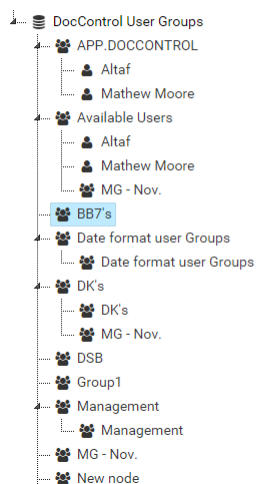 DocControl User Groups
APP.DOCCONTROL
Altaf
Mathew Moore
Available Users
Altaf
Mathew Moore
MG - Nov.
BB7's
Date format user Groups
Date format user Groups
DK's
DK's
MG - Nov.
DSB
Group1
Management
Management
MG - Nov.
New node